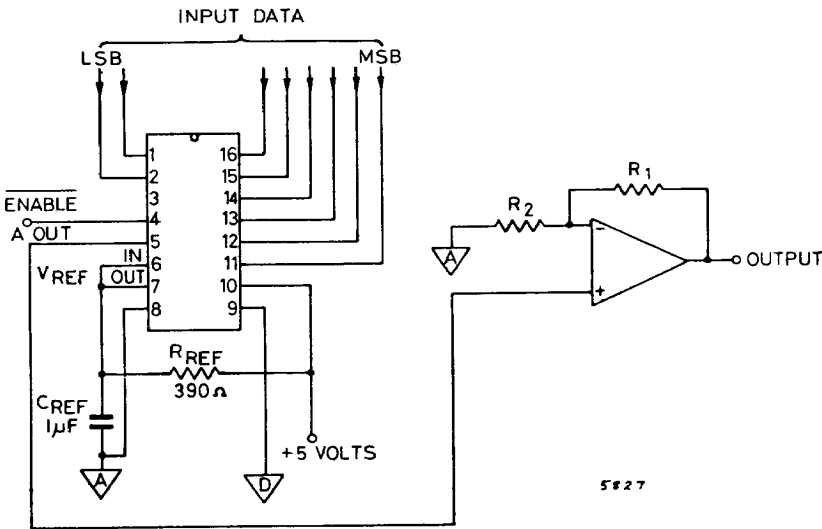 INPUT DATA
LSB MSB
1 16
2 15
3 14
ENABLE
4 13
A OUT
5 12
IN
6 11
VREF
OUT
7 10
8 9
RREF
390Ω
CREF
1µF
+5 VOLTS
A
D
R1
R2
A
−
+
OUTPUT
5827